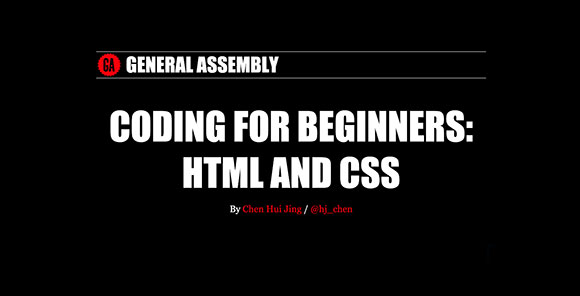 GA GENERAL ASSEMBLY
CODING FOR BEGINNERS:
HTML AND CSS
By Chen Hui Jing / @hj_chen